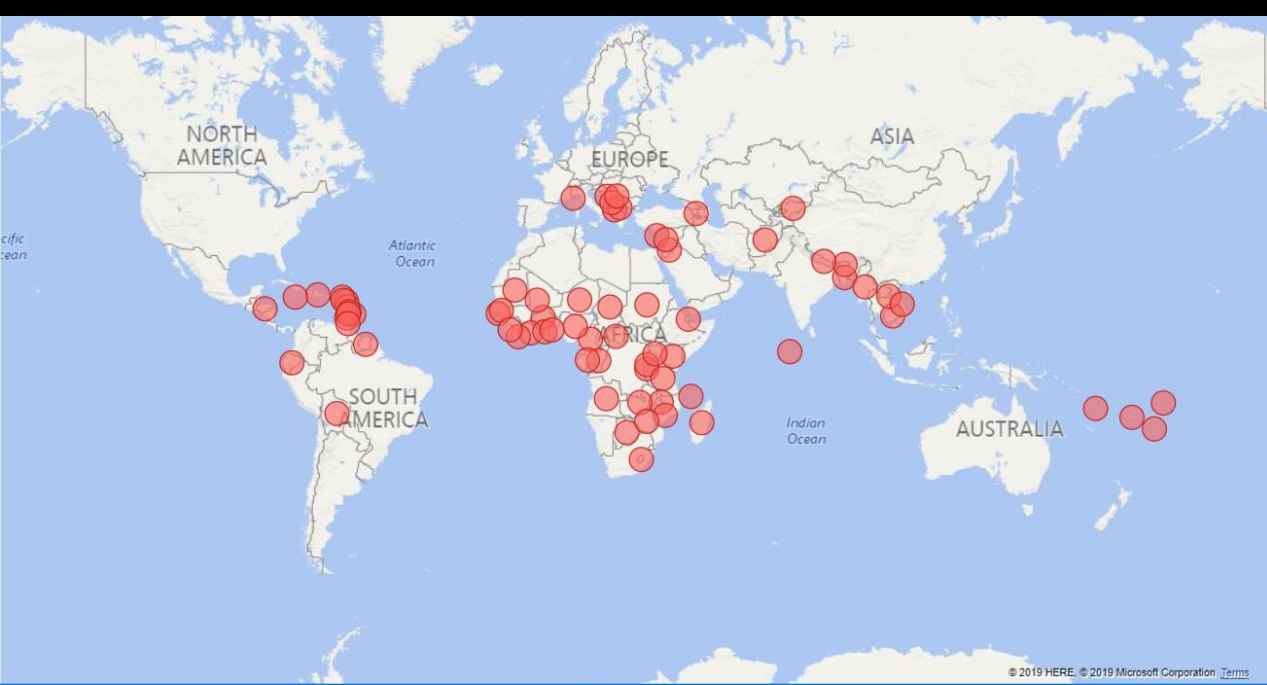 NORTH
AMERICA
ASIA
EUROPE
cific
cean
Atlantic
Ocean
AFRICA
SOUTH
AMERICA
Indian
Ocean
AUSTRALIA
© 2019 HERE, © 2019 Microsoft Corporation Terms